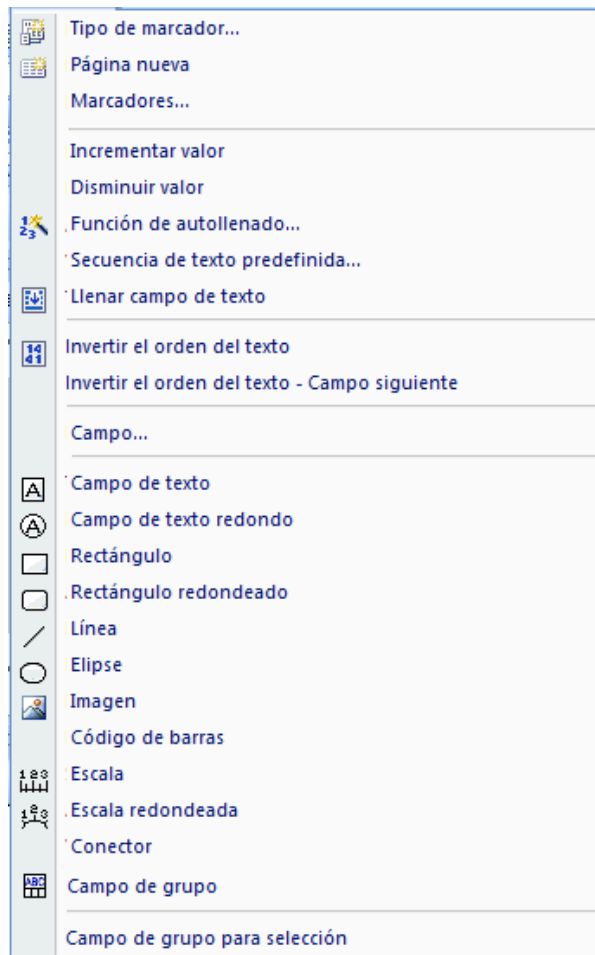 Tipo de marcador...
Página nueva
Marcadores...
Incrementar valor
Disminuir valor
Función de autollenado...
Secuencia de texto predefinida...
Llenar campo de texto
Invertir el orden del texto
Invertir el orden del texto - Campo siguiente
Campo...
Campo de texto
Campo de texto redondo
Rectángulo
Rectángulo redondeado
Línea
Elipse
Imagen
Código de barras
Escala
Escala redondeada
Conector
Campo de grupo
Campo de grupo para selección